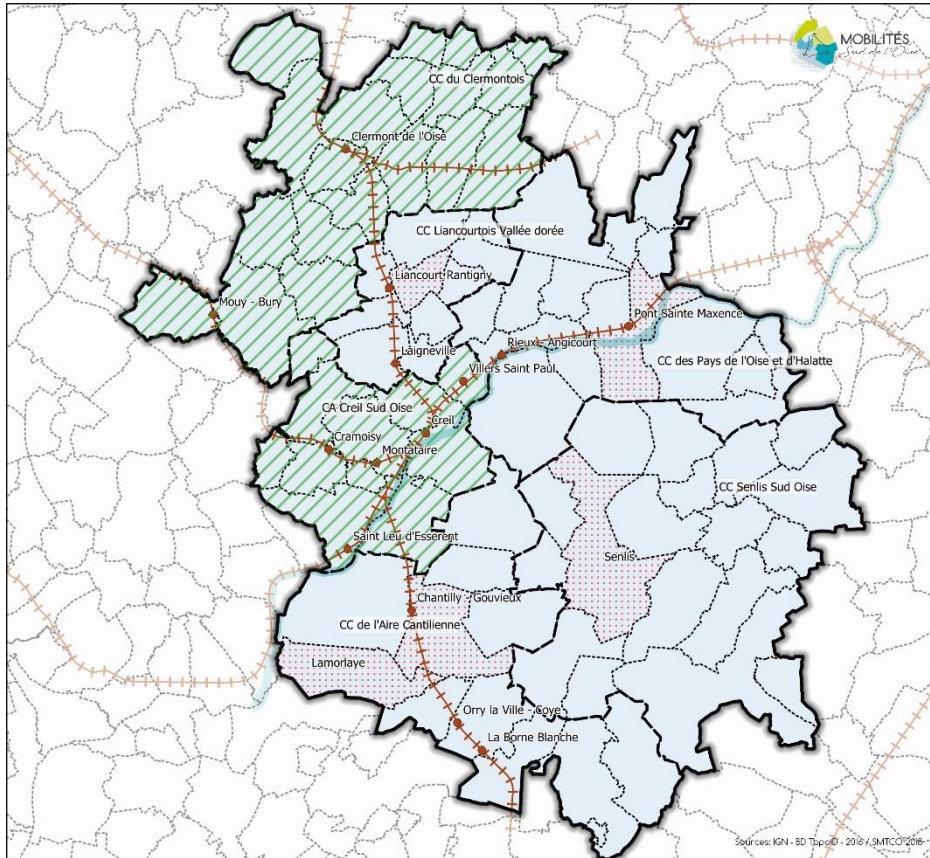 MOBILITÉS
Sud de l'Oise
CC du Clermontois
Clermont de l'Oise
CC Liancourtois Vallée dorée
Liancourt Rantigny
Mouy - Bury
Pont Sainte Maxence
Rieux - Angicourt
Laigneville
CC des Pays de l'Oise et d'Halatte
Villers Saint Paul
CA Creil Sud Oise
Creil
Cramoisy
Montataire
CC Senlis Sud Oise
Saint Leu d'Esserent
Senlis
Chantilly - Gouvieux
CC de l'Aire Cantilienne
Lamorlaye
Orry la Ville - Coye
La Borne Blanche
Sources: IGN - BD Topo© - 2016 / SMTCO 2016